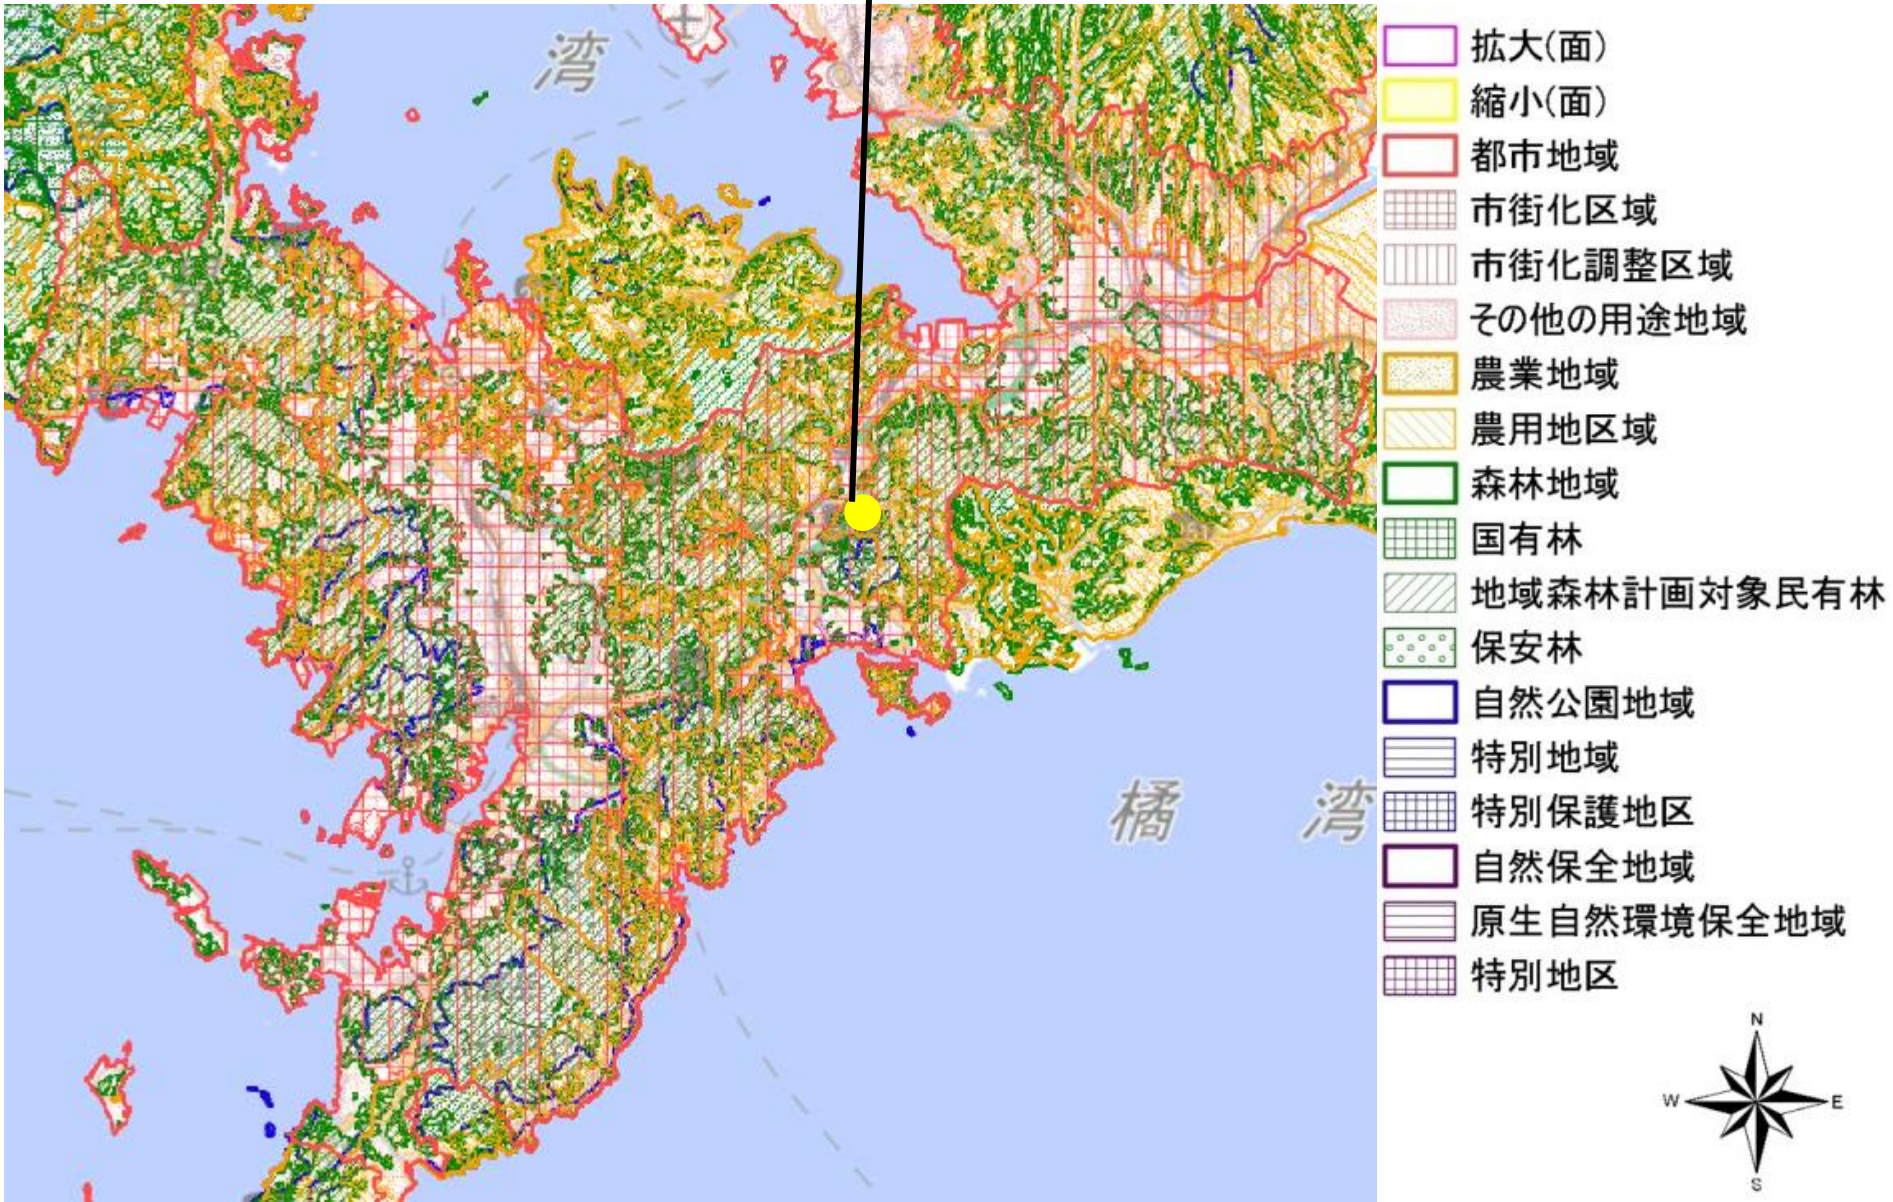 湾
橘 湾
拡大(面)
縮小(面)
都市地域
市街化区域
市街化調整区域
その他の用途地域
農業地域
農用地区域
森林地域
国有林
地域森林計画対象民有林
保安林
自然公園地域
特別地域
特別保護地区
自然保全地域
原生自然環境保全地域
特別地区
N
W E
S